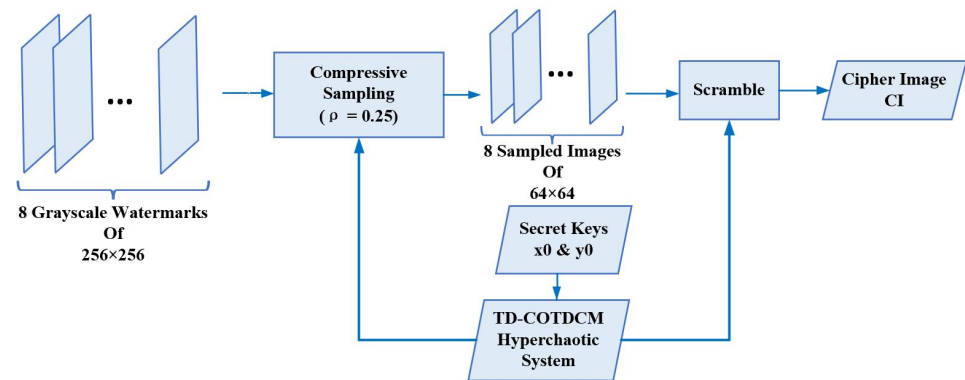 8 Grayscale Watermarks
Of
256×256
Compressive
Sampling
( ρ = 0.25)
8 Sampled Images
Of
64×64
Scramble
Cipher Image
CI
Secret Keys
x0 & y0
TD-COTDCM
Hyperchaotic
System